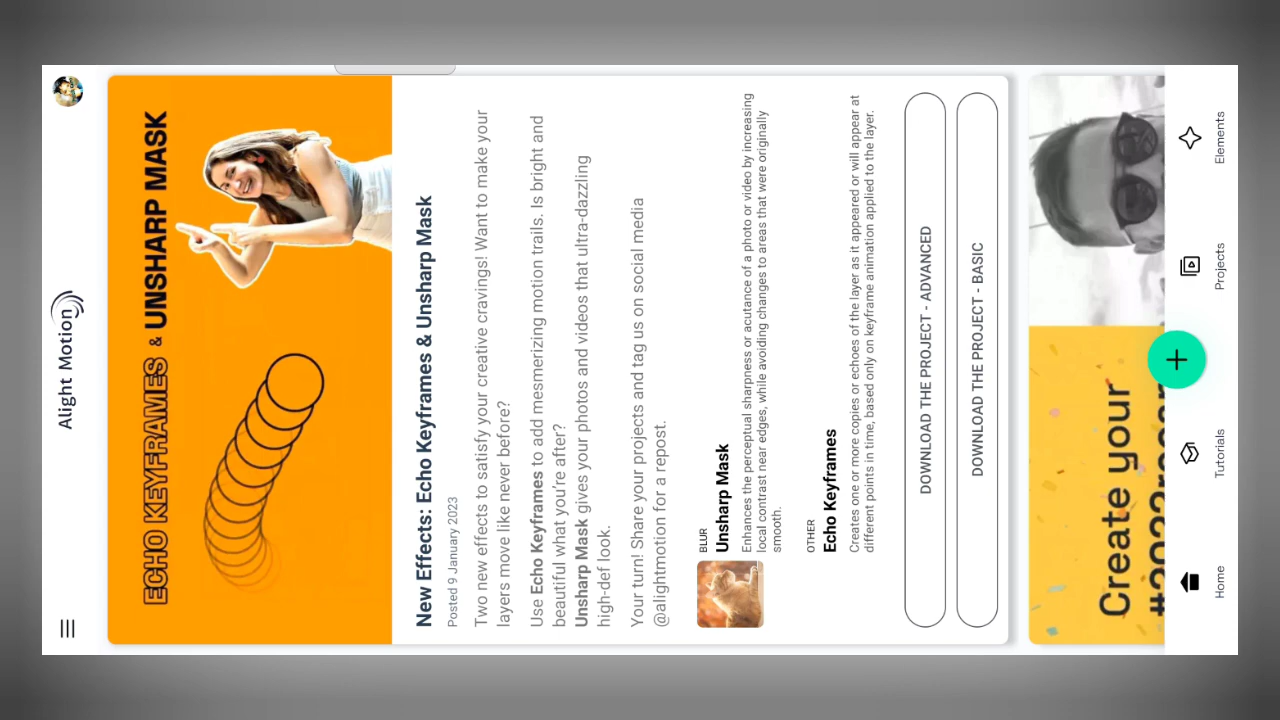 Alight Motion
ECHO KEYFRAMES & UNSHARP MASK
New Effects: Echo Keyframes & Unsharp Mask
Posted 9 January 2023
Two new effects to satisfy your creative cravings! Want to make your
layers move like never before?
Use Echo Keyframes to add mesmerizing motion trails. Is bright and
beautiful what you're after?
Unsharp Mask gives your photos and videos that ultra-dazzling
high-def look.
Your turn! Share your projects and tag us on social media
@alightmotion for a repost.
BLUR
Unsharp Mask
Enhances the perceptual sharpness or acutance of a photo or video by increasing
local contrast near edges, while avoiding changes to areas that were originally
smooth.
OTHER
Echo Keyframes
Creates one or more copies or echoes of the layer as it appeared or will appear at
different points in time, based only on keyframe animation applied to the layer.
DOWNLOAD THE PROJECT - ADVANCED
DOWNLOAD THE PROJECT - BASIC
Create your
Home
Tutorials
Projects
Elements